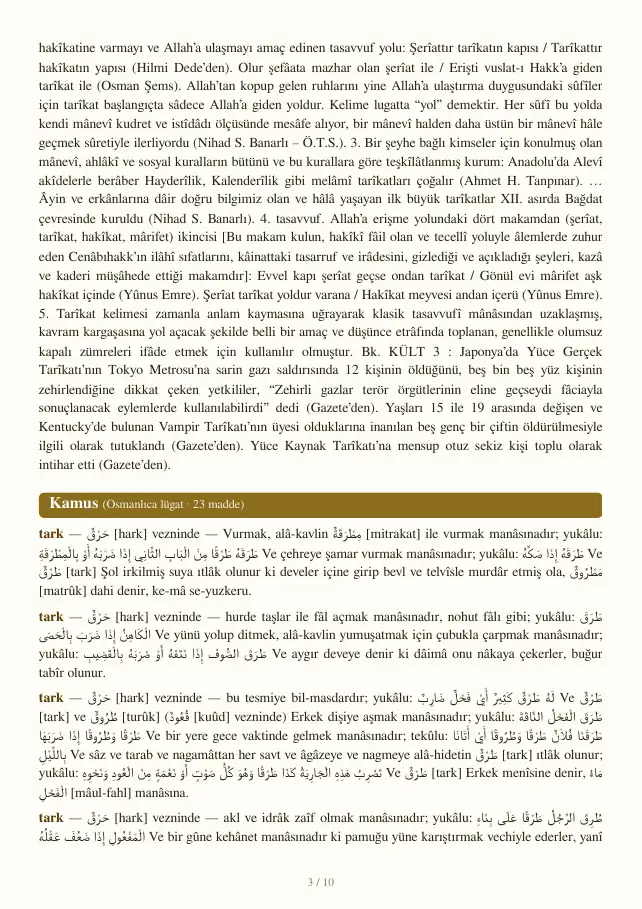 hakîkatine varmayı ve Allah’a ulaşmayı amaç edinen tasavvuf yolu: Şerîattır tarîkatın kapısı / Tarîkattır
hakîkatın yapısı (Hilmi Dede’den). Olur şefâata mazhar olan şerîat ile / Erişti vuslat-ı Hakk’a giden
tarîkat ile (Osman Şems). Allah’tan kopup gelen ruhlarını yine Allah’a ulaştırma duygusundaki sûfîler
için tarîkat başlangıçta sâdece Allah’a giden yoldur. Kelime lugatta “yol” demektir. Her sûfî bu yolda
kendi mânevî kudret ve istîdâdı ölçüsünde mesâfe alıyor, bir mânevî halden daha üstün bir mânevî hâle
geçmek sûretiyle ilerliyordu (Nihad S. Banarlı – Ö.T.S.). 3. Bir şeyhe bağlı kimseler için konulmuş olan
mânevî, ahlâkî ve sosyal kuralların bütünü ve bu kurallara göre teşkîlâtlanmış kurum: Anadolu’da Alevî
akîdelerle berâber Hayderîlik, Kalenderîlik gibi melâmî tarîkatları çoğalır (Ahmet H. Tanpınar). …
Âyin ve erkânlarına dâir doğru bilgimiz olan ve hâlâ yaşayan ilk büyük tarîkatlar XII. asırda Bağdat
çevresinde kuruldu (Nihad S. Banarlı). 4. tasavvuf. Allah’a erişme yolundaki dört makamdan (şerîat,
tarîkat, hakîkat, mârifet) ikincisi [Bu makam kulun, hakîkî fâil olan ve tecellî yoluyle âlemlerde zuhur
eden Cenâbıhakk’ın ilâhî sıfatlarını, kâinattaki tasarruf ve irâdesini, gizlediği ve açıkladığı şeyleri, kazâ
ve kaderi müşâhede ettiği makamdır]: Evvel kapı şerîat geçse ondan tarîkat / Gönül evi mârifet aşk
hakîkat içinde (Yûnus Emre). Şerîat tarîkat yoldur varana / Hakîkat meyvesi andan içerü (Yûnus Emre).
5. Tarîkat kelimesi zamanla anlam kaymasına uğrayarak klasik tasavvufî mânâsından uzaklaşmış,
kavram kargaşasına yol açacak şekilde belli bir amaç ve düşünce etrâfında toplanan, genellikle olumsuz
kapalı zümreleri ifâde etmek için kullanılır olmuştur. Bk. KÜLT 3 : Japonya’da Yüce Gerçek
Tarîkatı’nın Tokyo Metrosu’na sarin gazı saldırısında 12 kişinin öldüğünü, beş bin beş yüz kişinin
zehirlendiğine dikkat çeken yetkililer, “Zehirli gazlar terör örgütlerinin eline geçseydi fâciayla
sonuçlanacak eylemlerde kullanılabilirdi” dedi (Gazete’den). Yaşları 15 ile 19 arasında değişen ve
Kentucky’de bulunan Vampir Tarîkatı’nın üyesi olduklarına inanılan beş genç bir çiftin öldürülmesiyle
ilgili olarak tutuklandı (Gazete’den). Yüce Kaynak Tarîkatı’na mensup otuz sekiz kişi toplu olarak
intihar etti (Gazete’den).
Kamus (Osmanlıca lügat · 23 madde)
tark — حَرْقٌ [hark] vezninde — Vurmak, alâ-kavlin مِطْرَقَةٌ [mitrakat] ile vurmak manâsınadır; yukâlu:
طَرَقَهُ طَرْقًا مِنَ الْبَابِ الثَّانِي إِذَا ضَرَبَهُ أَوْ بِالْمِطْرَقَةِ Ve çehreye şamar vurmak manâsınadır; yukâlu: طَرَقَهُ إِذَا صَكَّهُ Ve
طَرْقٌ [tark] Şol irkilmiş suya ıtlâk olunur ki develer içine girip bevl ve telvîsle murdâr etmiş ola, مَطْرُوقٌ
[matrûk] dahi denir, ke-mâ se-yuzkeru.
tark — حَرْقٌ [hark] vezninde — hurde taşlar ile fâl açmak manâsınadır, nohut fâlı gibi; yukâlu: طَرَقَ
الْكَاهِنُ إِذَا ضَرَبَ بِالْحَصَى Ve yünü yolup ditmek, alâ-kavlin yumuşatmak için çubukla çarpmak manâsınadır;
yukâlu: طَرَقَ الصُّوفَ إِذَا نَتَفَهُ أَوْ ضَرَبَهُ بِالْقَضِيبِ Ve aygır deveye denir ki dâimâ onu nâkaya çekerler, buğur
tabîr olunur.
tark — حَرْقٌ [hark] vezninde — bu tesmiye bil-masdardır; yukâlu: لَهُ طَرْقٌ كَثِيرٌ أَيْ فَحْلٌ ضَارِبٌ Ve طَرْقٌ
[tark] ve طُرُوقٌ [turûk] (قُعُودٌ [kuûd] vezninde) Erkek dişiye aşmak manâsınadır; yukâlu: طَرَقَ الْفَحْلُ النَّاقَةَ
طَرْقًا وَطُرُوقًا إِذَا ضَرَبَهَا Ve bir yere gece vaktinde gelmek manâsınadır; tekûlu: طَرَقَنَا فُلاَنٌ طَرْقًا وَطُرُوقًا أَيْ أَتَانَا
بِاللَّيْلِ Ve sâz ve tarab ve nagamâttan her savt ve âgâzeye ve nagmeye alâ-hidetin طَرْقٌ [tark] ıtlâk olunur;
yukâlu: تَضْرِبُ هَذِهِ الْجَارِيَةُ كَذَا طَرْقًا وَهُوَ كُلُّ صَوْتٍ أَوْ نَغْمَةٍ مِنَ الْعُودِ وَنَحْوِهِ Ve طَرْقٌ [tark] Erkek menîsine denir, مَاءُ
الْفَحْلِ [mâul-fahl] manâsına.
tark — حَرْقٌ [hark] vezninde — akl ve idrâk zaîf olmak manâsınadır; yukâlu: طُرِقَ الرَّجُلُ طَرْقًا عَلَى بِنَاءِ
الْمَفْعُولِ إِذَا ضَعُفَ عَقْلُهُ Ve bir gûne kehânet manâsınadır ki pamuğu yüne karıştırmak vechiyle ederler, yanî
3 / 10